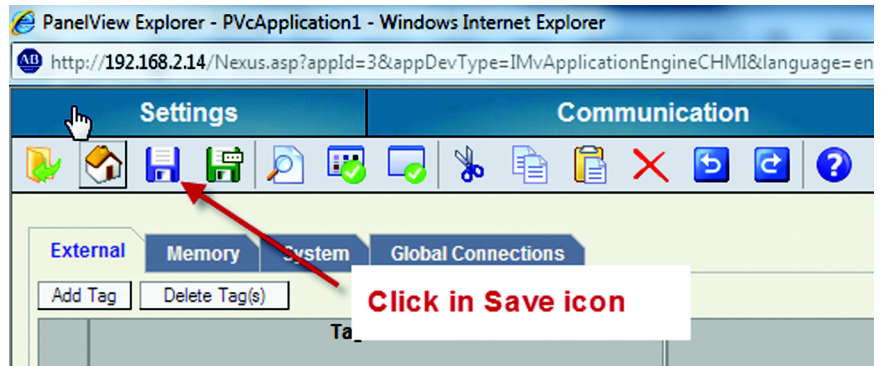 PanelView Explorer - PVcApplication1 - Windows Internet Explorer
AB http://192.168.2.14/Nexus.asp?appId=3&appDevType=IMvApplicationEngineCHMI&language=en
Settings Communication
External Memory System Global Connections
Add Tag Delete Tag(s)
Click in Save icon